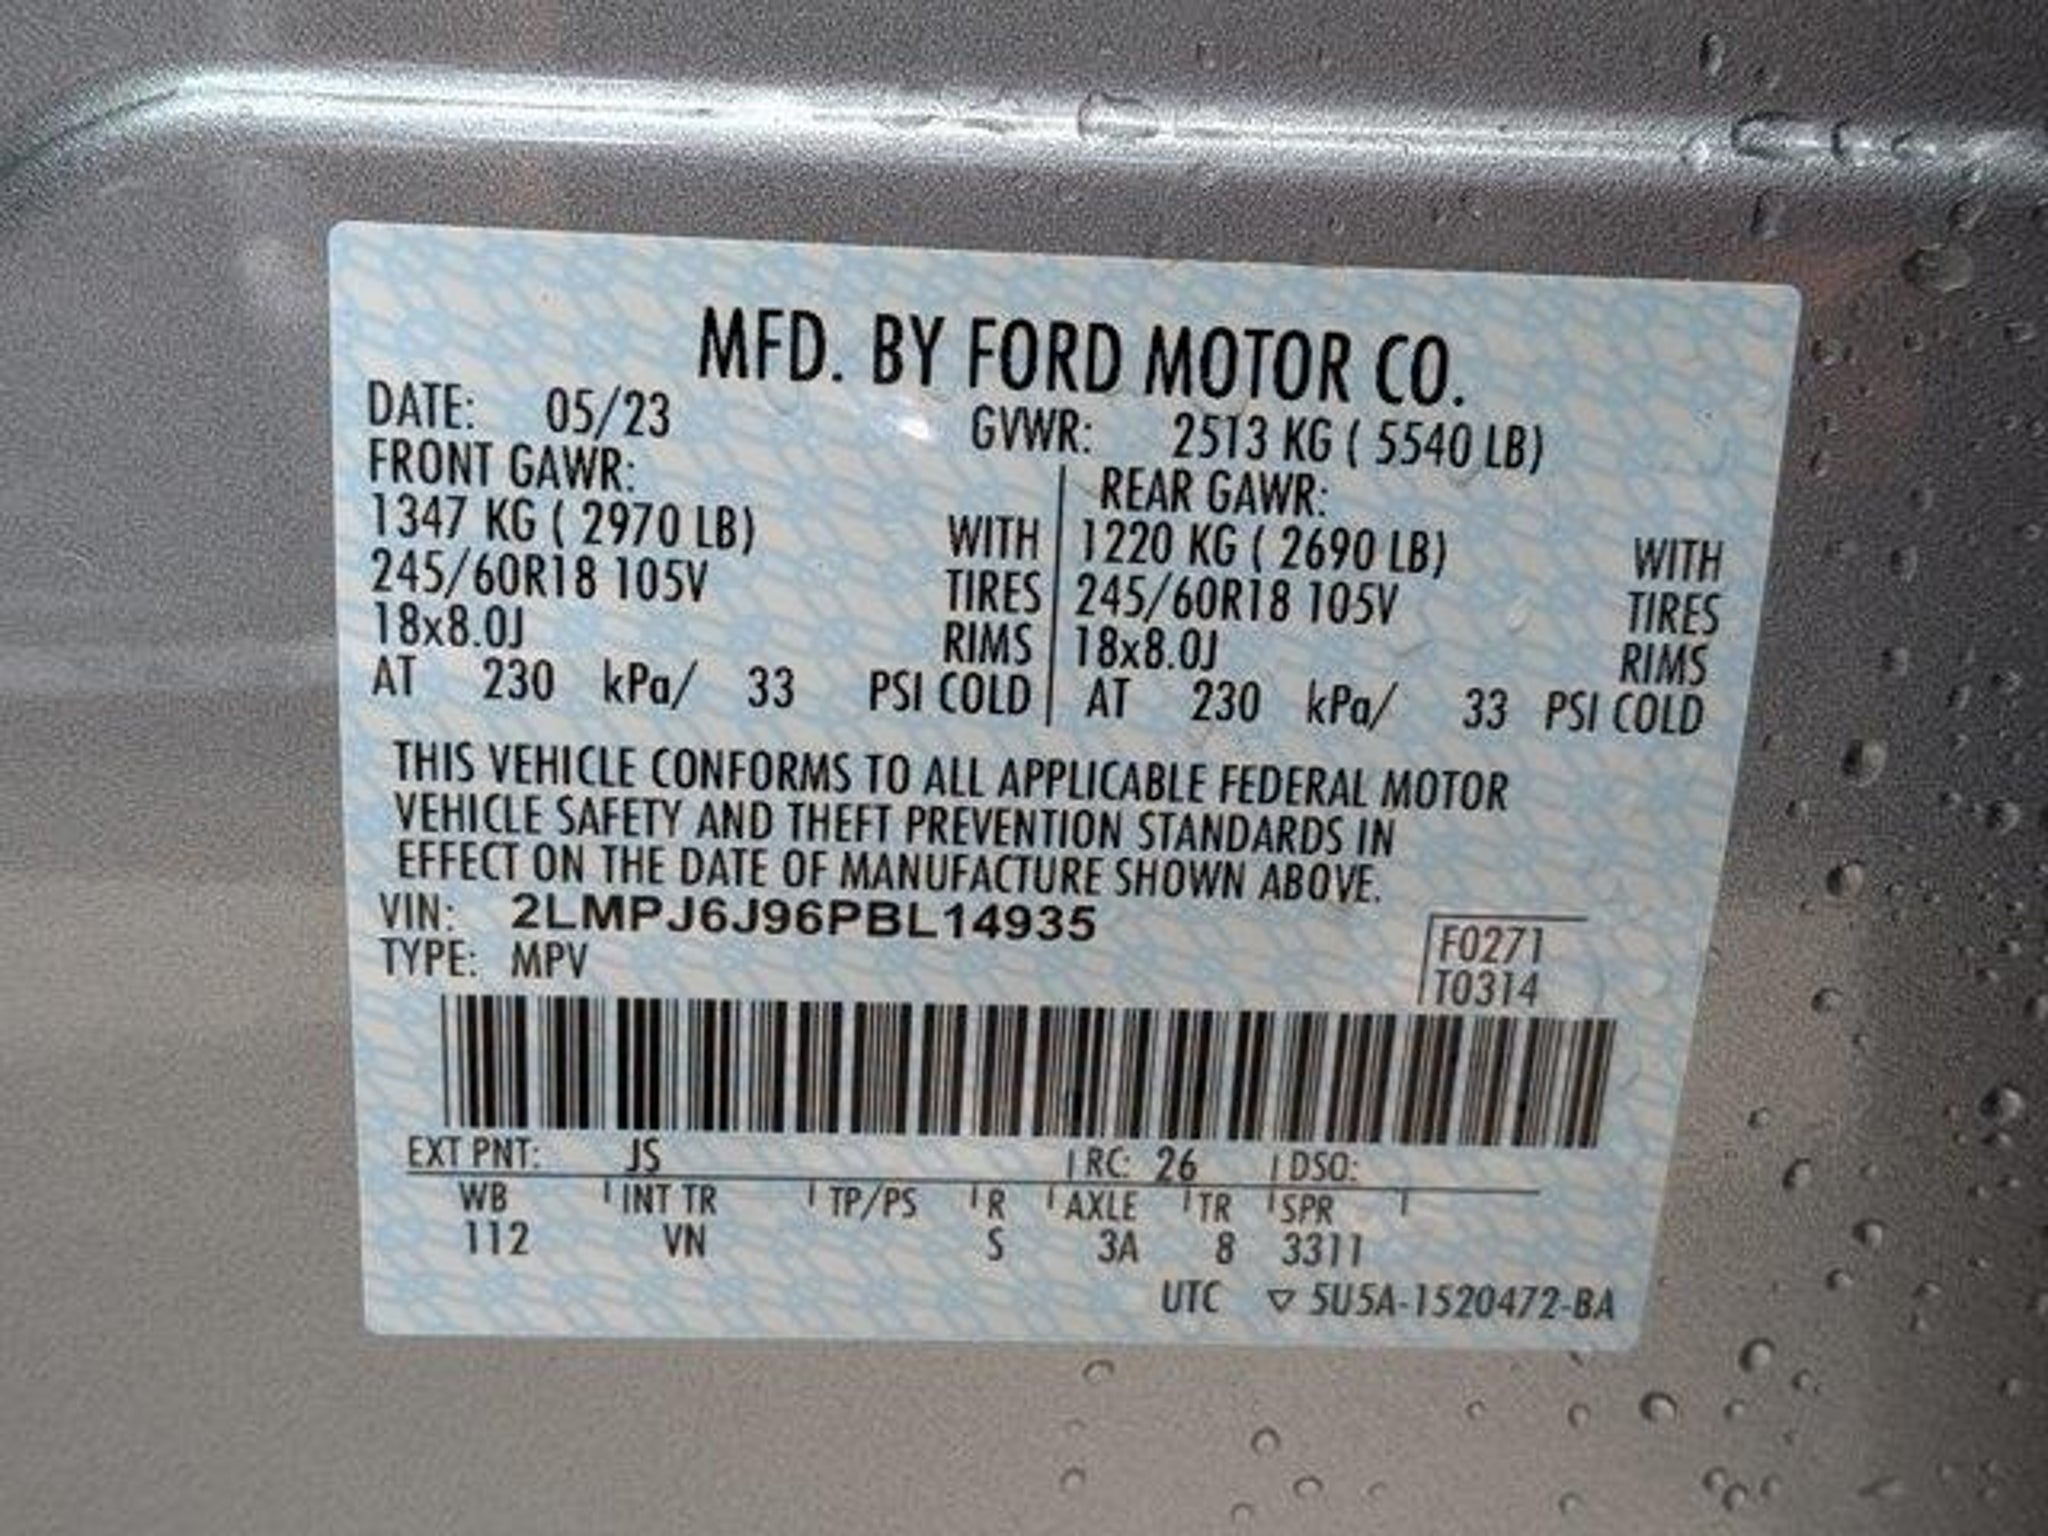 MFD. BY FORD MOTOR CO.
DATE: 05/23 GVWR: 2513 KG ( 5540 LB)
FRONT GAWR: REAR GAWR:
1347 KG ( 2970 LB) WITH 1220 KG ( 2690 LB) WITH
245/60R18 105V TIRES 245/60R18 105V TIRES
18x8.0J RIMS 18x8.0J RIMS
AT 230 kPa/ 33 PSI COLD AT 230 kPa/ 33 PSI COLD
THIS VEHICLE CONFORMS TO ALL APPLICABLE FEDERAL MOTOR
VEHICLE SAFETY AND THEFT PREVENTION STANDARDS IN
EFFECT ON THE DATE OF MANUFACTURE SHOWN ABOVE.
VIN: 2LMPJ6J96PBL14935
TYPE: MPV
F0271
T0314
EXT PNT: JS RC: 26 DSO:
WB INT TR TP/PS R AXLE TR SPR
112 VN S 3A 8 3311
UTC ▽ 5U5A-1520472-BA